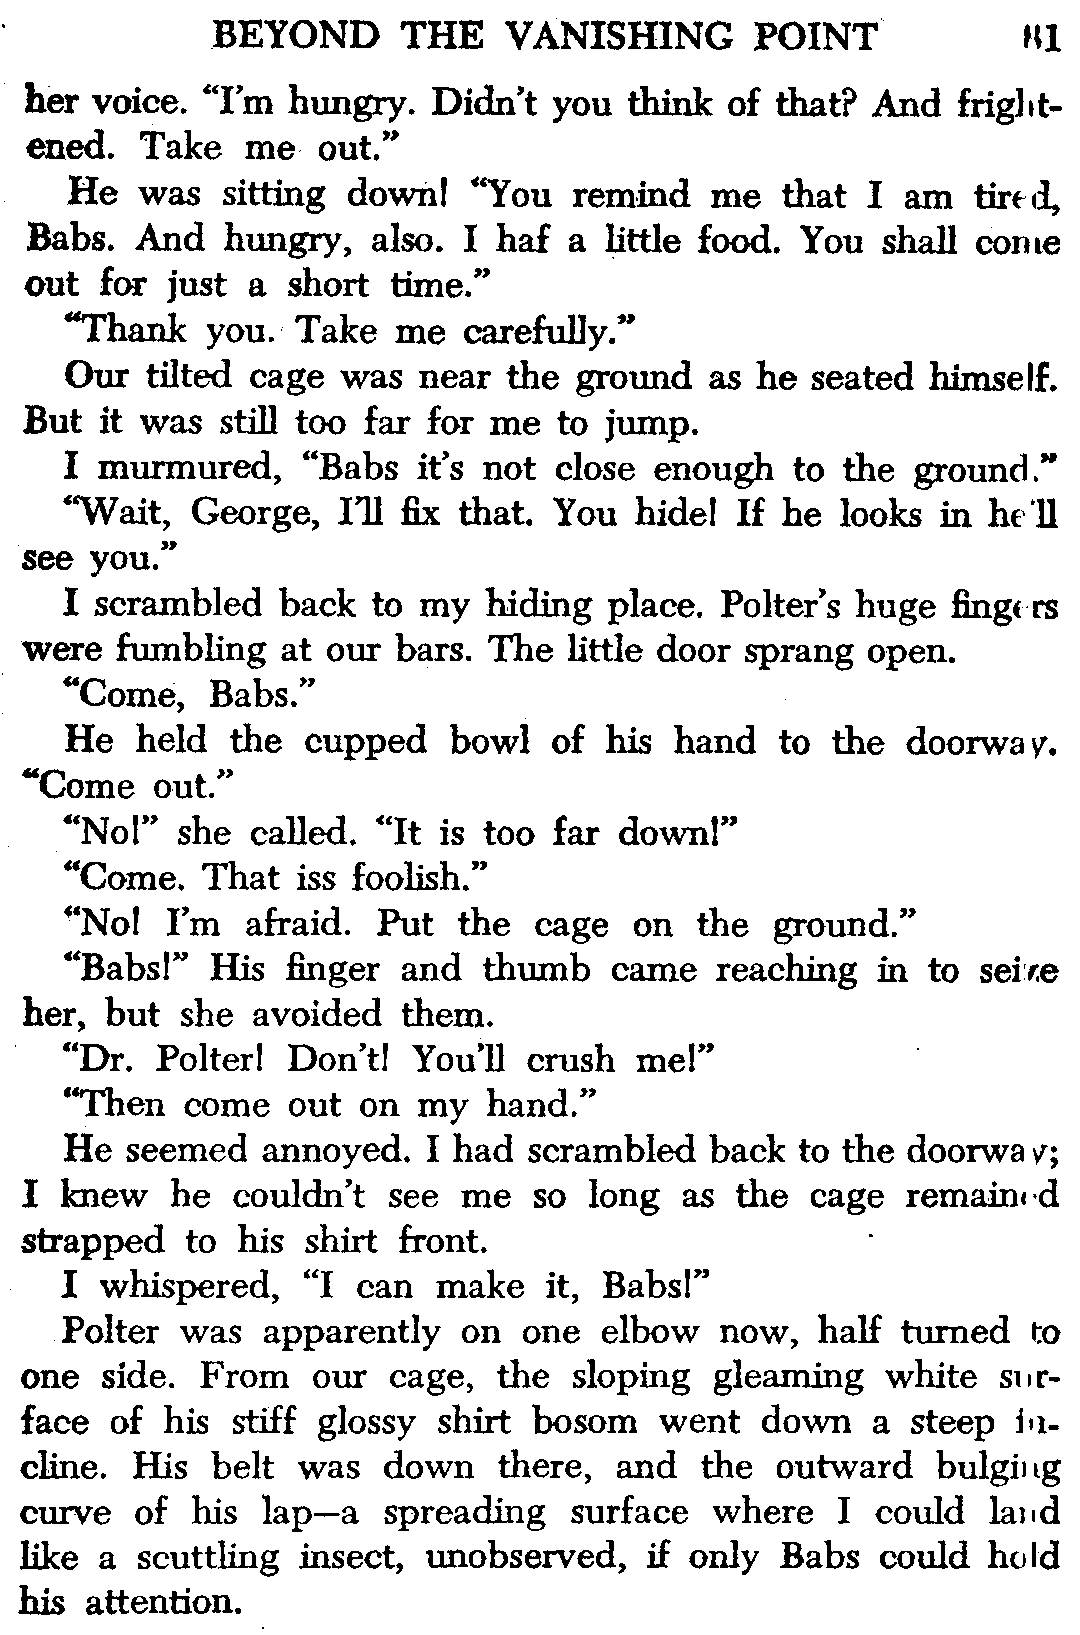 BEYOND THE VANISHING POINT 81
her voice. “I’m hungry. Didn’t you think of that? And fright-
ened. Take me out.”
He was sitting down! “You remind me that I am tired,
Babs. And hungry, also. I haf a little food. You shall come
out for just a short time.”
“Thank you. Take me carefully.”
Our tilted cage was near the ground as he seated himself.
But it was still too far for me to jump.
I murmured, “Babs it’s not close enough to the ground.”
“Wait, George, I’ll fix that. You hide! If he looks in he’ll
see you.”
I scrambled back to my hiding place. Polter’s huge fingers
were fumbling at our bars. The little door sprang open.
“Come, Babs.”
He held the cupped bowl of his hand to the doorway.
“Come out.”
“No!” she called. “It is too far down!”
“Come. That iss foolish.”
“No! I’m afraid. Put the cage on the ground.”
“Babs!” His finger and thumb came reaching in to seize
her, but she avoided them.
“Dr. Polter! Don’t! You’ll crush me!”
“Then come out on my hand.”
He seemed annoyed. I had scrambled back to the doorway;
I knew he couldn’t see me so long as the cage remained
strapped to his shirt front.
I whispered, “I can make it, Babs!”
Polter was apparently on one elbow now, half turned to
one side. From our cage, the sloping gleaming white sur-
face of his stiff glossy shirt bosom went down a steep in-
cline. His belt was down there, and the outward bulging
curve of his lap—a spreading surface where I could land
like a scuttling insect, unobserved, if only Babs could hold
his attention.